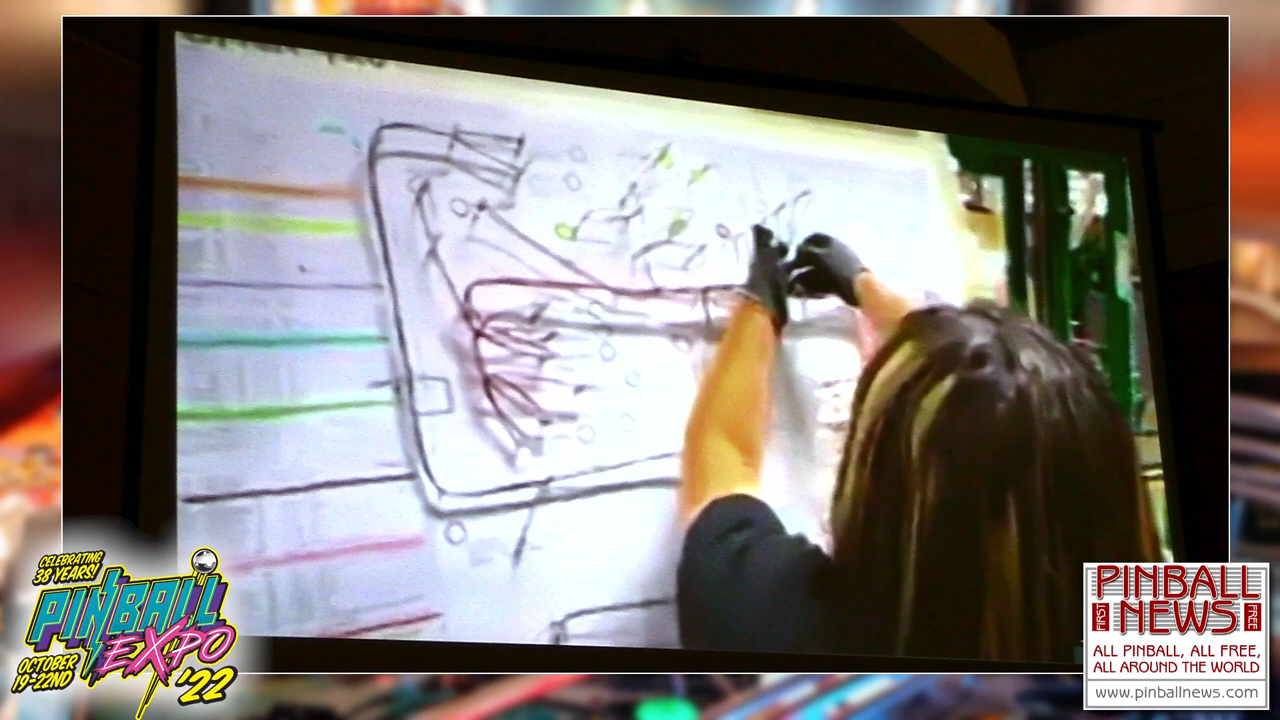 CELEBRATING
38 YEARS!
PINBALL
EXPO
OCTOBER
19-22ND
'22
PINBALL
FIRST NEWS FREE
ALL PINBALL, ALL FREE,
ALL AROUND THE WORLD
www.pinballnews.com